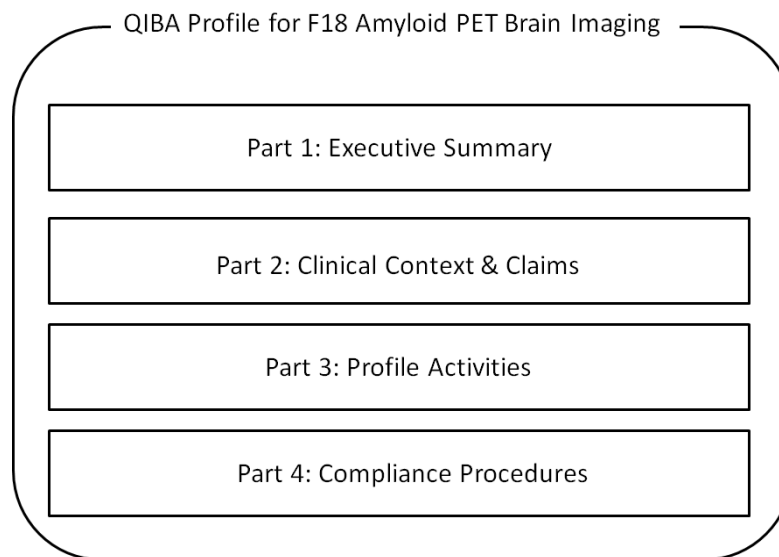 QIBA Profile for F18 Amyloid PET Brain Imaging
Part 1: Executive Summary
Part 2: Clinical Context & Claims
Part 3: Profile Activities
Part 4: Compliance Procedures